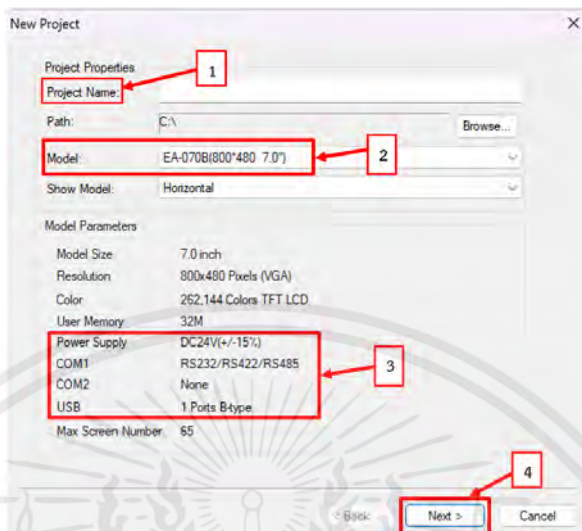 New Project
Project Properties
1
Project Name:
Path: C:\ Browse...
Model: EA-070B(800*480 7.0") 2
Show Model: Horizontal
Model Parameters
Model Size 7.0 inch
Resolution 800x480 Pixels (VGA)
Color 262,144 Colors TFT LCD
User Memory 32M
Power Supply DC24V(+/-15%)
COM1 RS232/RS422/RS485 3
COM2 None
USB 1 Ports B-type
Max Screen Number 65
4
< Back Next > Cancel